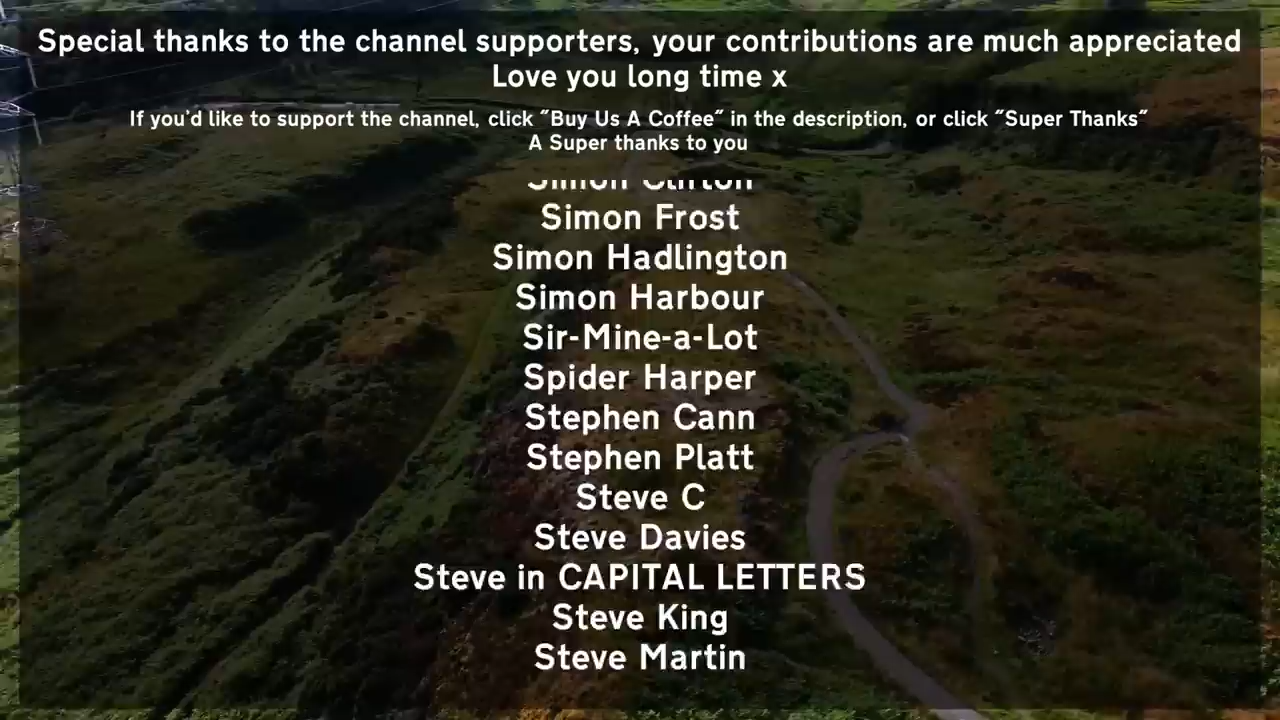 Special thanks to the channel supporters, your contributions are much appreciated
Love you long time x
If you'd like to support the channel, click "Buy Us A Coffee" in the description, or click "Super Thanks"
A Super thanks to you
Simon Frost
Simon Hadlington
Simon Harbour
Sir-Mine-a-Lot
Spider Harper
Stephen Cann
Stephen Platt
Steve C
Steve Davies
Steve in CAPITAL LETTERS
Steve King
Steve Martin